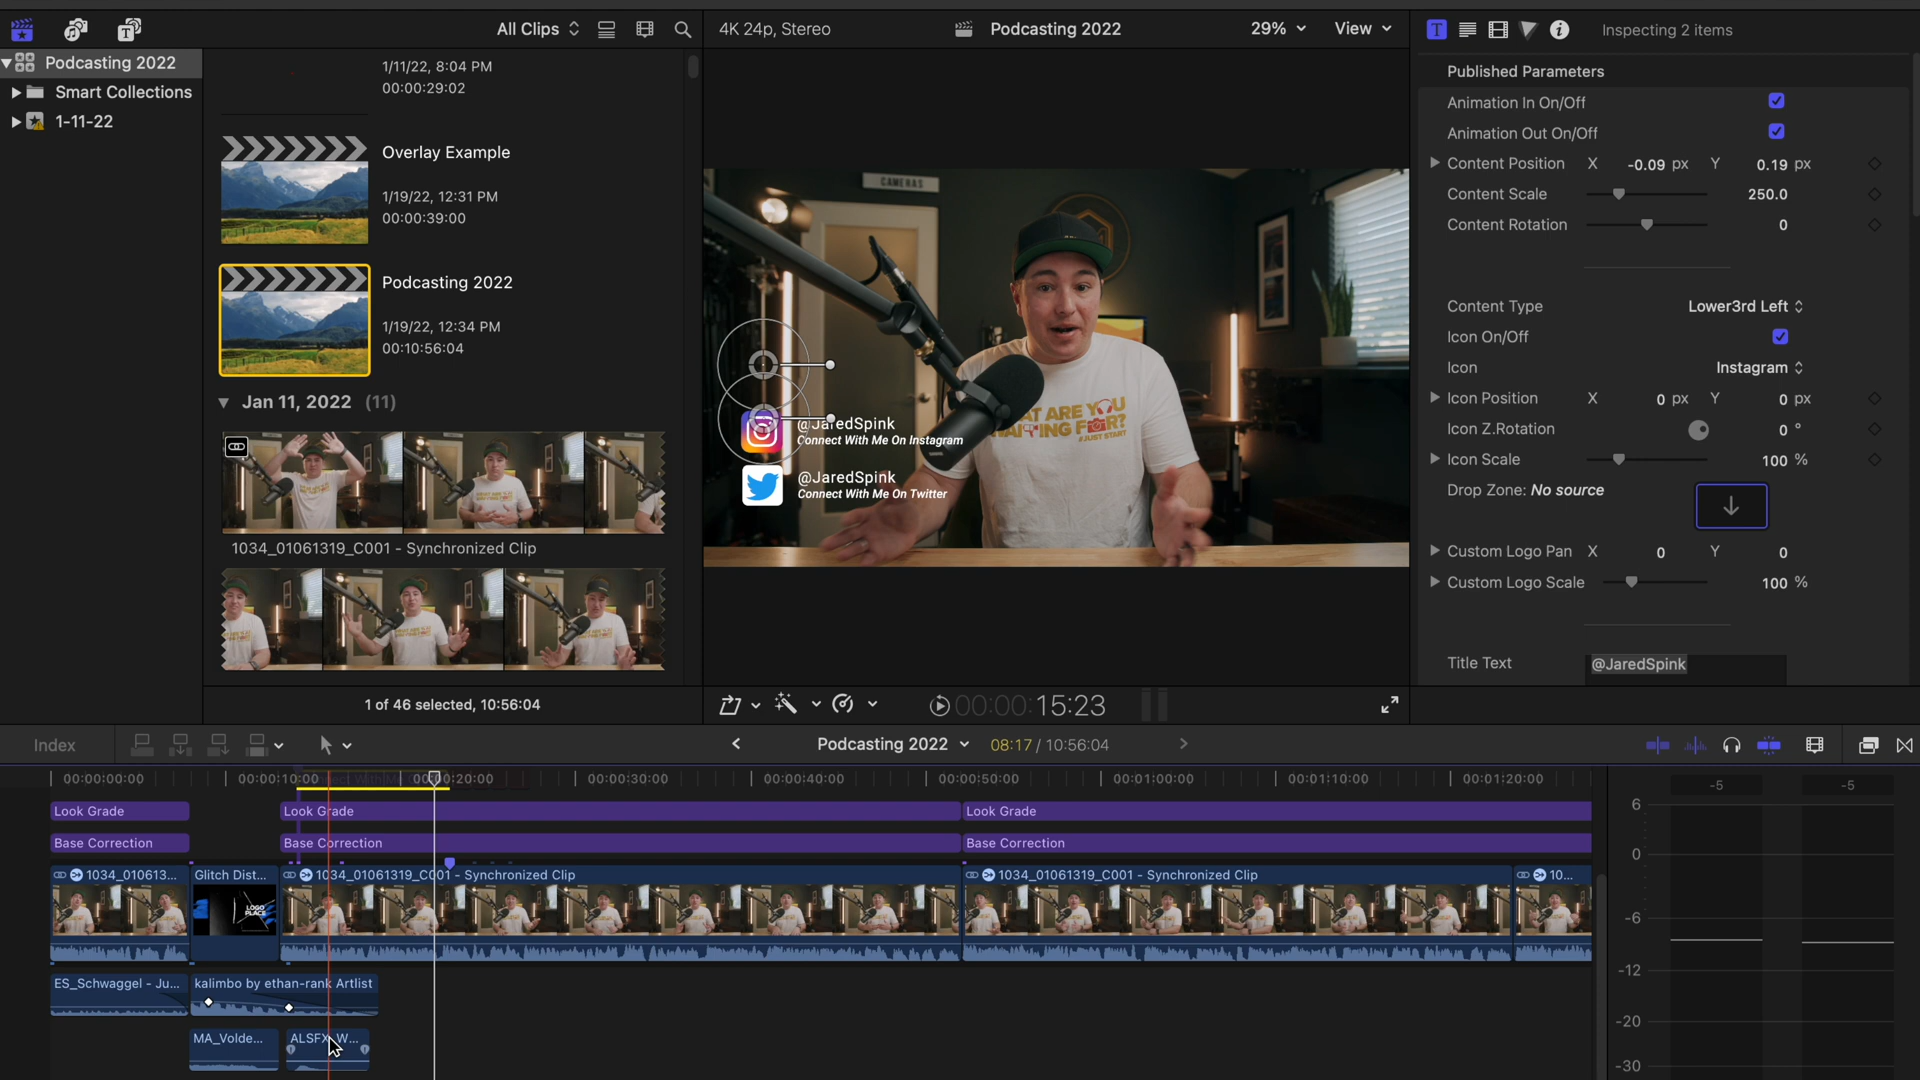 All Clips
4K 24p, Stereo
Podcasting 2022
29%
View
Inspecting 2 items
Podcasting 2022
Smart Collections
1-11-22
1/11/22, 8:04 PM
00:00:29:02
Overlay Example
1/19/22, 12:31 PM
00:00:39:00
Podcasting 2022
1/19/22, 12:34 PM
00:10:56:04
Jan 11, 2022 (11)
1034_01061319_C001 - Synchronized Clip
1 of 46 selected, 10:56:04
CAMERAS
@JaredSpink
Connect With Me On Instagram
@JaredSpink
Connect With Me On Twitter
#JUST START
00:00:00:15:23
Published Parameters
Animation In On/Off
Animation Out On/Off
Content Position X -0.09 px Y 0.19 px
Content Scale 250.0
Content Rotation 0
Content Type Lower3rd Left
Icon On/Off
Icon Instagram
Icon Position X 0 px Y 0 px
Icon Z.Rotation 0 °
Icon Scale 100 %
Drop Zone: No source
Custom Logo Pan X 0 Y 0
Custom Logo Scale 100 %
Title Text @JaredSpink
Index
Podcasting 2022
08:17 / 10:56:04
00:00:00:00
00:00:10:00
00:00:20:00
00:00:30:00
00:00:40:00
00:00:50:00
00:01:00:00
00:01:10:00
00:01:20:00
Look Grade
Look Grade
Look Grade
Base Correction
Base Correction
Base Correction
1034_010613...
Glitch Dist...
1034_01061319_C001 - Synchronized Clip
1034_01061319_C001 - Synchronized Clip
10...
LOGO
PLACE
ES_Schwaggel - Ju...
kalimbo by ethan-rank Artlist
MA_Volde...
ALSFX_W...
-5
-5
6
0
-6
-12
-20
-30